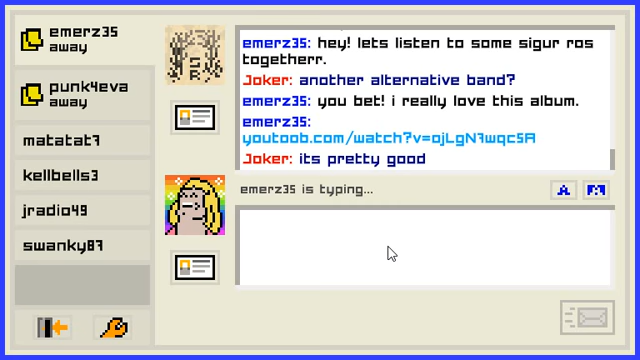 emerz35
away
punk4eva
away
matatat7
kellbells3
jradio49
swanky87
S
R
emerz35: hey! lets listen to some sigur ros
togetherr.
Joker: another alternative band?
emerz35: you bet! i really love this album.
emerz35:
youtoob.com/watch?v=ojLgN7wqc5A
Joker: its pretty good
emerz35 is typing...
A